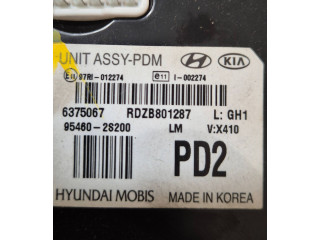 UNIT ASSY-PDM HYUNDAI KIA
E11 97RI-012274 e11 I-002274
6375067 RDZB801287 L: GH1
95460-2S200 LM V:X410
PD2
HYUNDAI MOBIS MADE IN KOREA